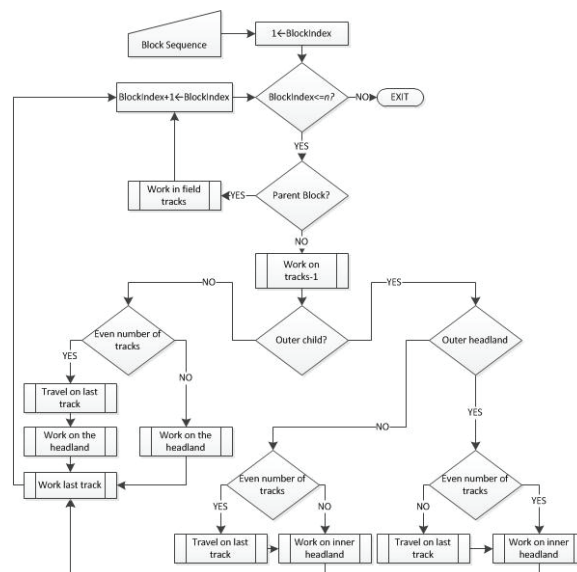 Block Sequence
1←BlockIndex
BlockIndex+1←BlockIndex
BlockIndex<=n?
NO
EXIT
YES
Work in field
tracks
YES
Parent Block?
NO
Work on
tracks-1
NO
YES
Even number of
tracks
Outer child?
Outer headland
YES
NO
Travel on last
track
YES
NO
Work on the
headland
Work on the
headland
Work last track
Even number of
tracks
Even number of
tracks
YES
NO
NO
YES
Travel on last
track
Work on inner
headland
Travel on last
track
Work on inner
headland